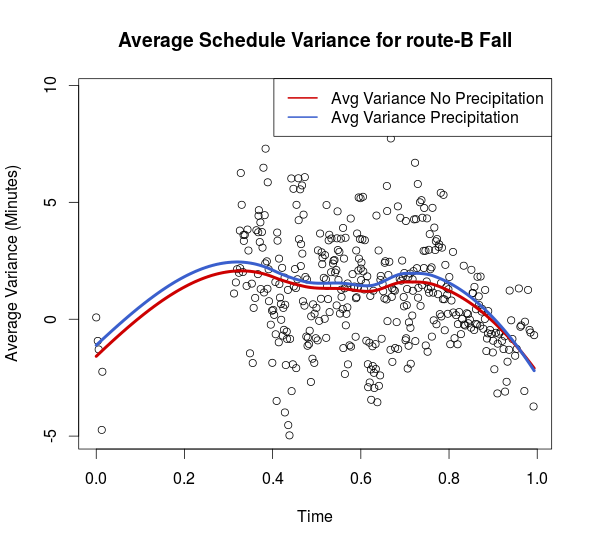 Average Schedule Variance for route-B Fall
Avg Variance No Precipitation
Avg Variance Precipitation
Average Variance (Minutes)
10
5
0
-5
0.0 0.2 0.4 0.6 0.8 1.0
Time